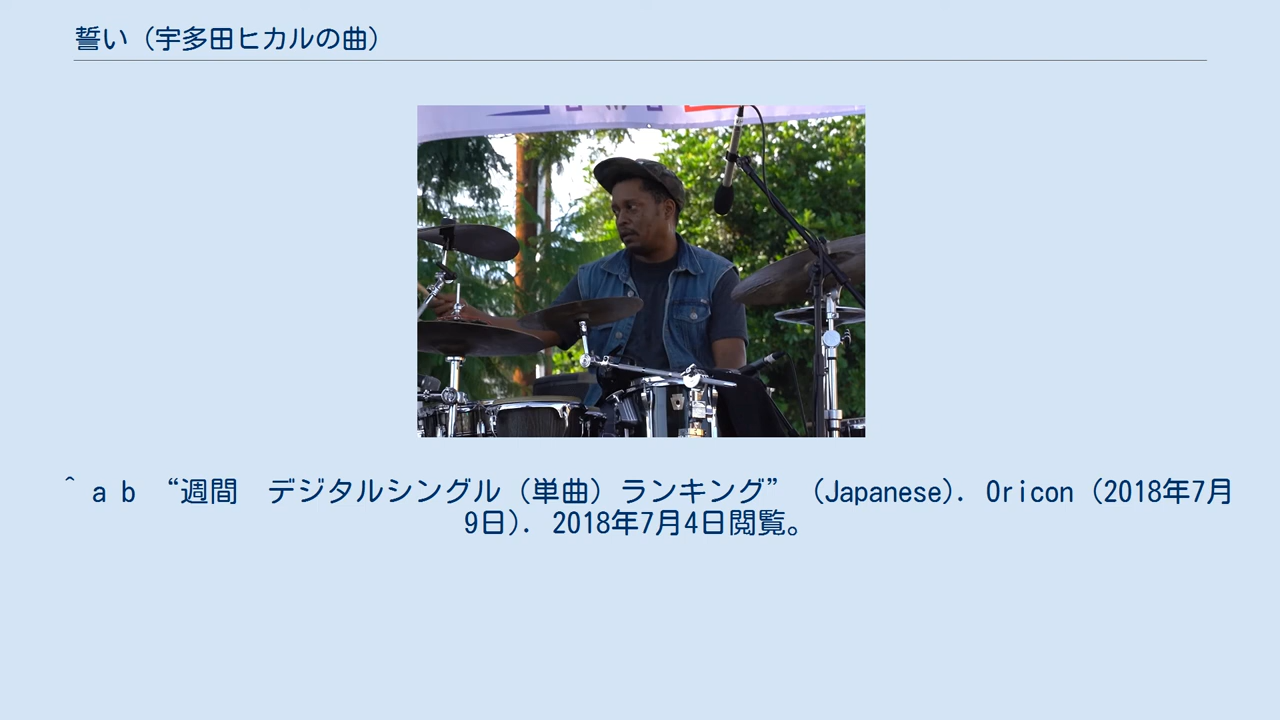 誓い（宇多田ヒカルの曲）
^ a b “週間　デジタルシングル（単曲）ランキング” (Japanese). Oricon (2018年7月
9日). 2018年7月4日閲覧。